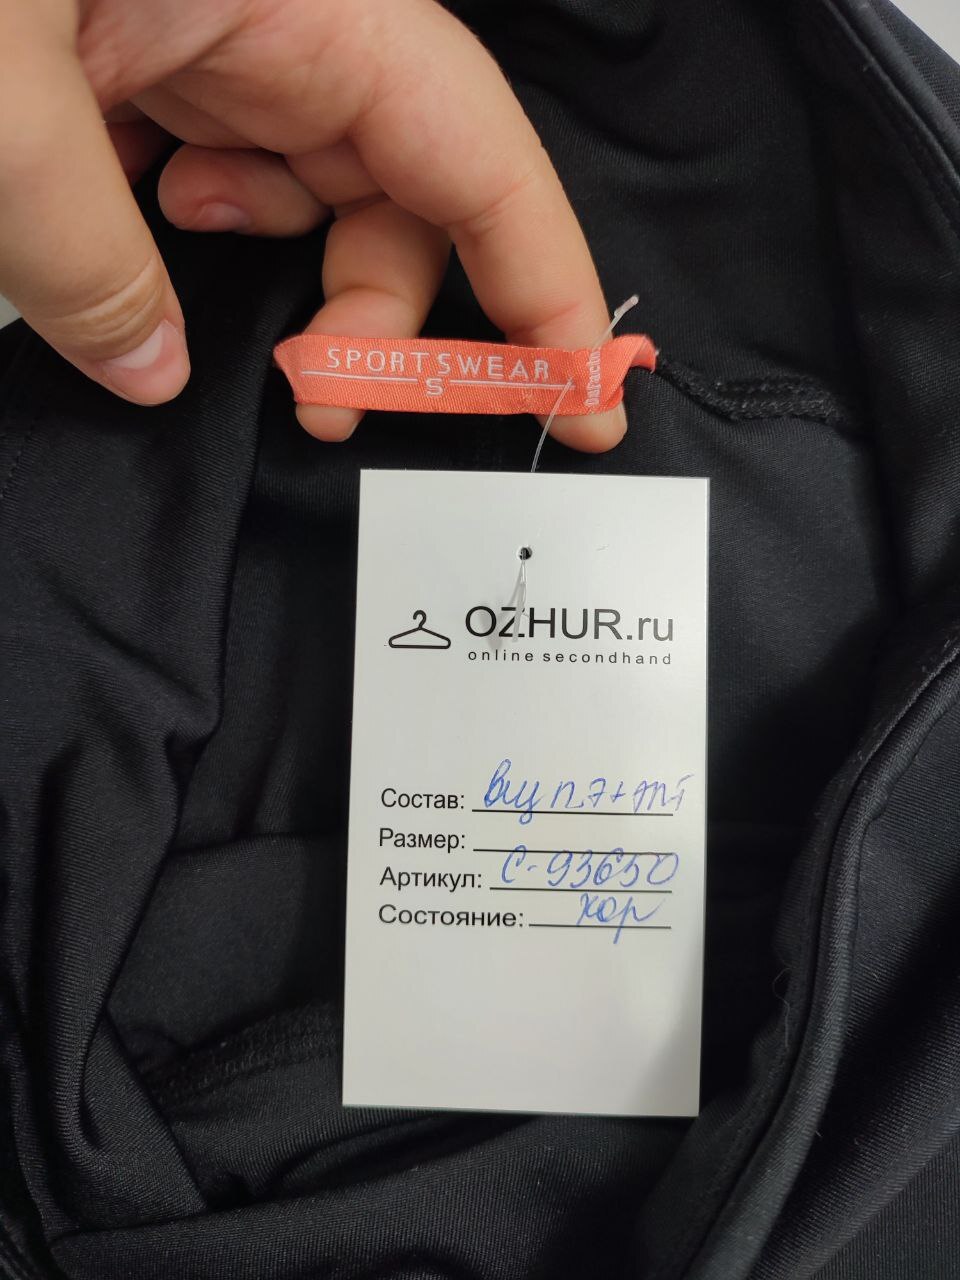 SPORTSWEAR
S
OZHUR.ru
online secondhand
Состав:
Размер:
Артикул: С-93650
Состояние: хор